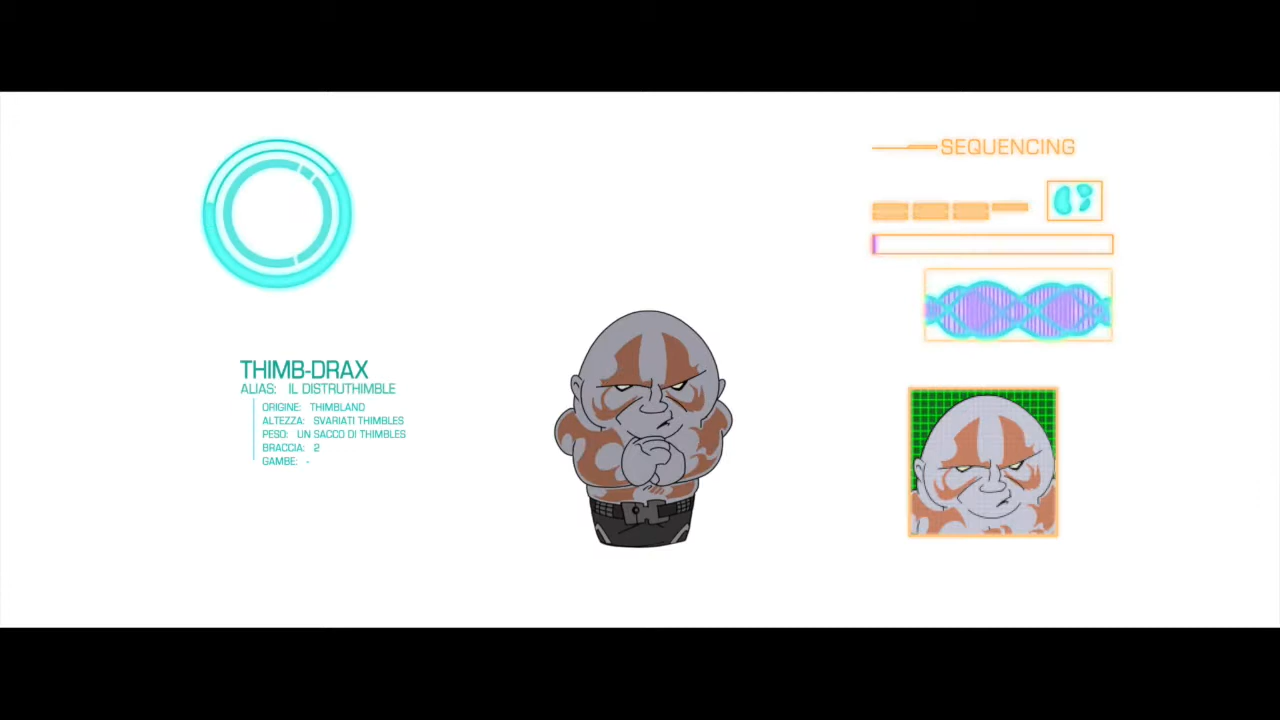 SEQUENCING
THIMB-DRAX
ALIAS: IL DISTRUTHIMBLE
ORIGINE: THIMBLAND
ALTEZZA: SVARIATI THIMBLES
PESO: UN SACCO DI THIMBLES
BRACCIA: 2
GAMBE: -